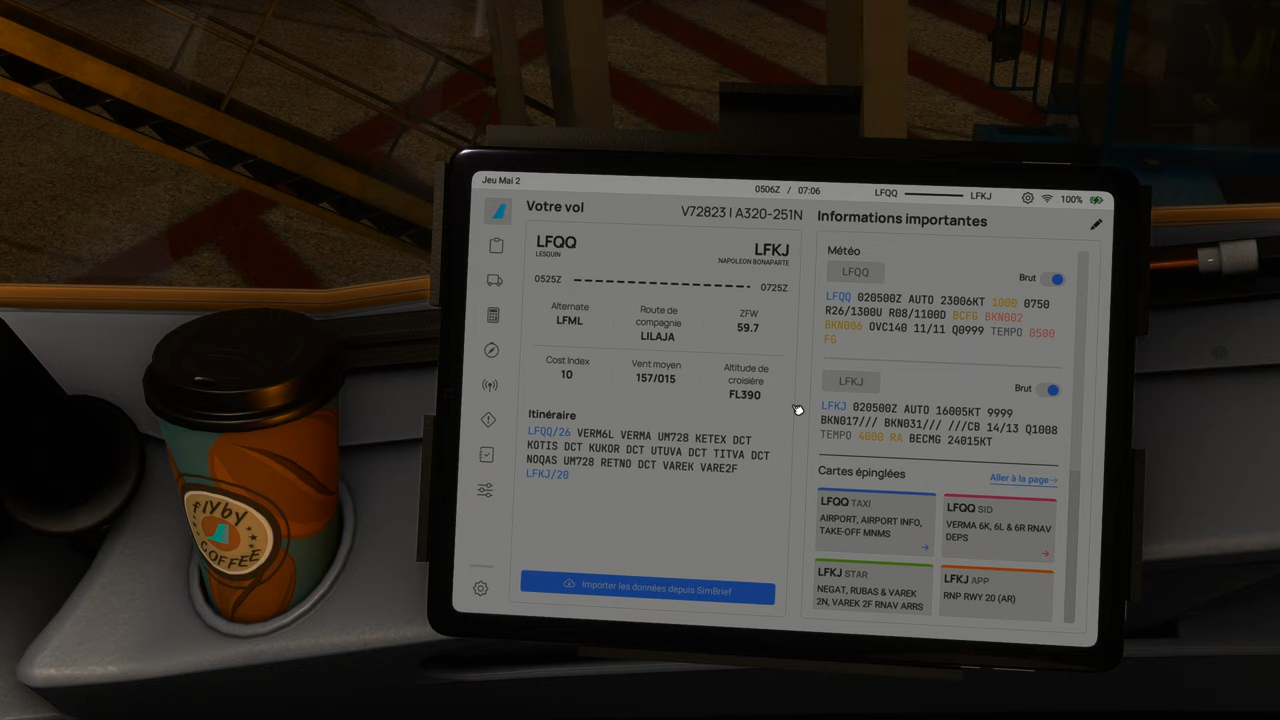 Jeu Mai 2
0506Z / 07:06
LFQQ
LFKJ
100%
Votre vol
V72823 | A320-251N
LFQQ
LESQUIN
LFKJ
NAPOLEON BONAPARTE
0525Z
0725Z
Alternate
LFML
Route de
compagnie
LILAJA
ZFW
59.7
Cost Index
10
Vent moyen
157/015
Altitude de
croisière
FL390
Itinéraire
LFQQ/26 VERM6L VERMA UM728 KETEX DCT
KOTIS DCT KUKOR DCT UTUVA DCT TITVA DCT
NOQAS UM728 RETNO DCT VAREK VARE2F
LFKJ/20
Importer les données depuis SimBrief
Informations importantes
Météo
LFQQ
Brut
LFQQ 020500Z AUTO 23006KT 1000 0750
R26/1300U R08/1100D BCFG BKN002
BKN006 OVC140 11/11 Q0999 TEMPO 0500
FG
LFKJ
Brut
LFKJ 020500Z AUTO 16005KT 9999
BKN017/// BKN031/// ///CB 14/13 Q1008
TEMPO 4000 RA BECMG 24015KT
Cartes épinglées
Aller à la page
LFQQ TAXI
AIRPORT, AIRPORT INFO,
TAKE-OFF MNMS
LFQQ SID
VERMA 6K, 6L & 6R RNAV
DEPS
LFKJ STAR
NEGAT, RUBAS & VAREK
2N, VAREK 2F RNAV ARRS
LFKJ APP
RNP RWY 20 (AR)
flyby
COFFEE